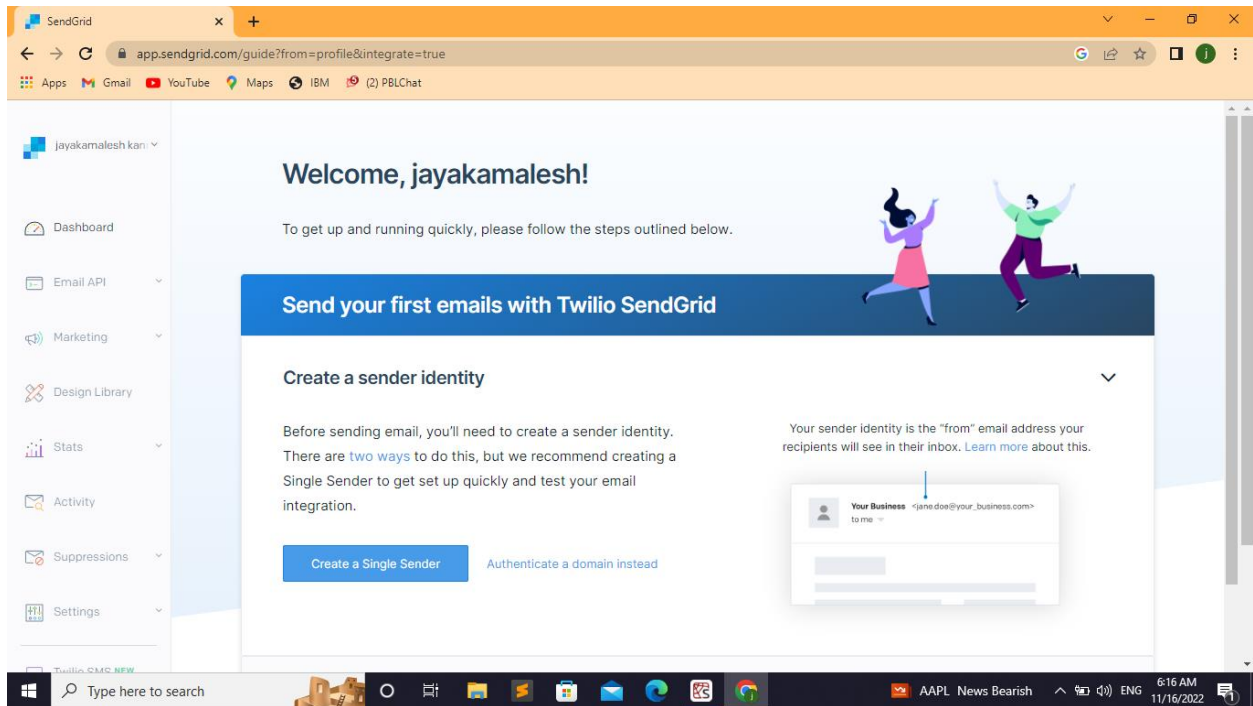 SendGrid
app.sendgrid.com/guide?from=profile&integrate=true
Apps Gmail YouTube Maps IBM (2) PBLChat
jayakamalesh kan
Dashboard
Email API
Marketing
Design Library
Stats
Activity
Suppressions
Settings
Twilio SMS NEW
Welcome, jayakamalesh!
To get up and running quickly, please follow the steps outlined below.
Send your first emails with Twilio SendGrid
Create a sender identity
Before sending email, you'll need to create a sender identity.
There are two ways to do this, but we recommend creating a
Single Sender to get set up quickly and test your email
integration.
Create a Single Sender
Authenticate a domain instead
Your sender identity is the "from" email address your
recipients will see in their inbox. Learn more about this.
Your Business <jane.doe@your_business.com>
to me
Type here to search
AAPL News Bearish
ENG
6:16 AM
11/16/2022